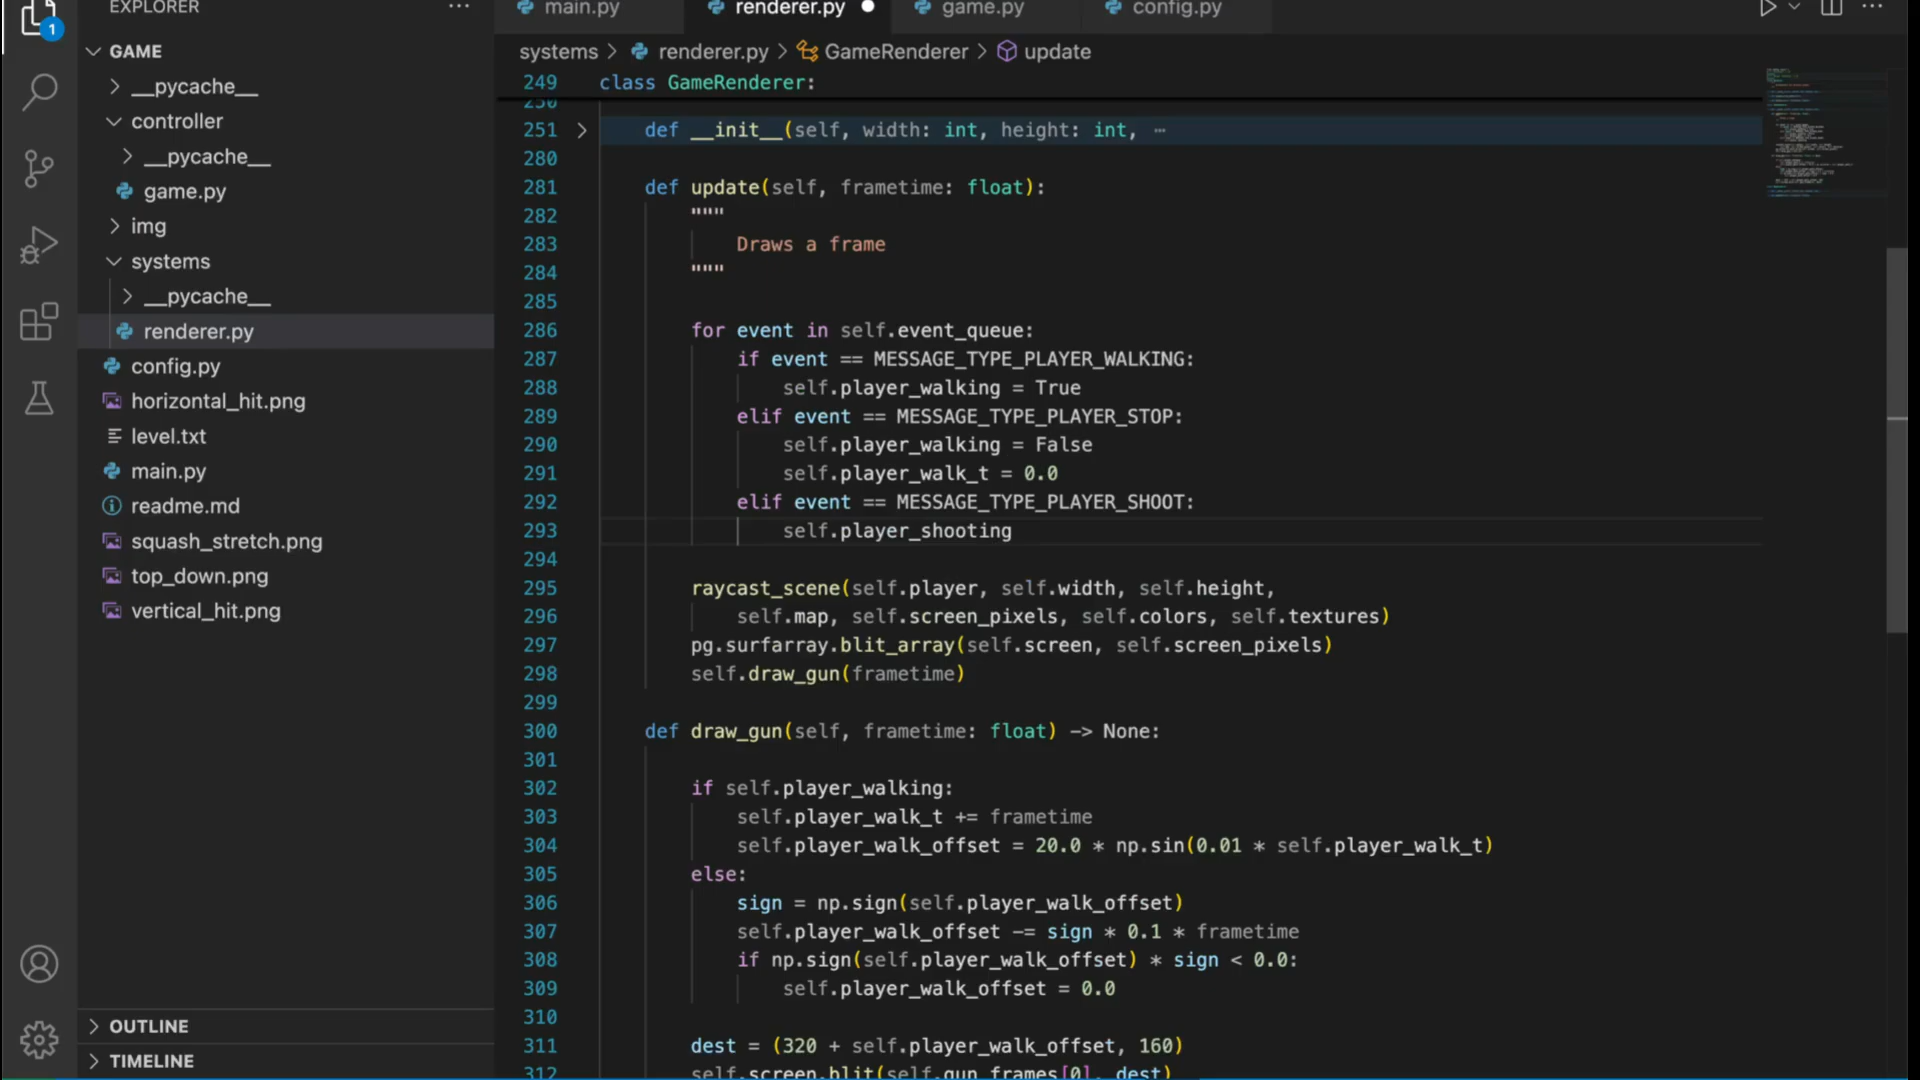 EXPLORER
1
GAME
__pycache__
controller
__pycache__
game.py
img
systems
__pycache__
renderer.py
config.py
horizontal_hit.png
level.txt
main.py
readme.md
squash_stretch.png
top_down.png
vertical_hit.png
OUTLINE
TIMELINE
main.py
renderer.py
game.py
config.py
systems > renderer.py > GameRenderer > update
249 class GameRenderer:
250
251 def __init__(self, width: int, height: int, ⋯
280
281 def update(self, frametime: float):
282 """
283 Draws a frame
284 """
285
286 for event in self.event_queue:
287 if event == MESSAGE_TYPE_PLAYER_WALKING:
288 self.player_walking = True
289 elif event == MESSAGE_TYPE_PLAYER_STOP:
290 self.player_walking = False
291 self.player_walk_t = 0.0
292 elif event == MESSAGE_TYPE_PLAYER_SHOOT:
293 self.player_shooting
294
295 raycast_scene(self.player, self.width, self.height,
296 self.map, self.screen_pixels, self.colors, self.textures)
297 pg.surfarray.blit_array(self.screen, self.screen_pixels)
298 self.draw_gun(frametime)
299
300 def draw_gun(self, frametime: float) -> None:
301
302 if self.player_walking:
303 self.player_walk_t += frametime
304 self.player_walk_offset = 20.0 * np.sin(0.01 * self.player_walk_t)
305 else:
306 sign = np.sign(self.player_walk_offset)
307 self.player_walk_offset -= sign * 0.1 * frametime
308 if np.sign(self.player_walk_offset) * sign < 0.0:
309 self.player_walk_offset = 0.0
310
311 dest = (320 + self.player_walk_offset, 160)
312 self.screen.blit(self.gun_frames[0], dest)